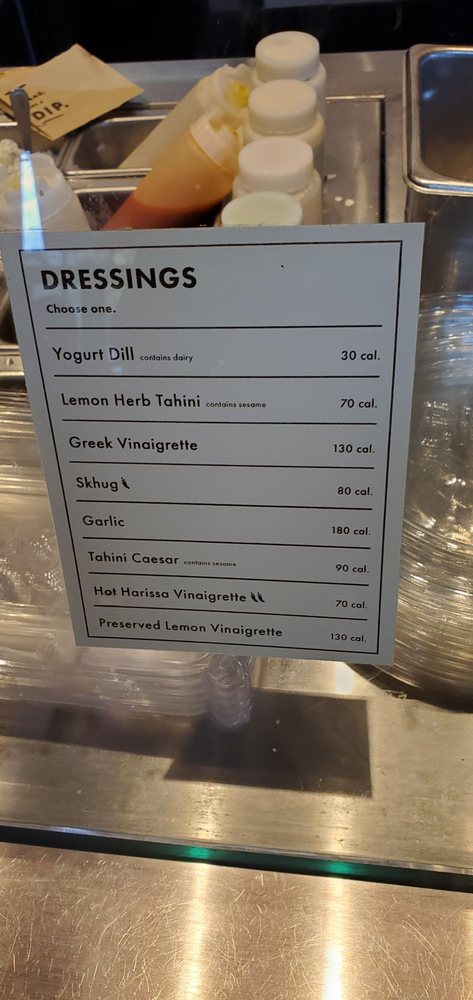 DIP.
DRESSINGS
Choose one.
Yogurt Dill contains dairy 30 cal.
Lemon Herb Tahini contains sesame 70 cal.
Greek Vinaigrette 130 cal.
Skhug 80 cal.
Garlic 180 cal.
Tahini Caesar contains sesame 90 cal.
Hot Harissa Vinaigrette 70 cal.
Preserved Lemon Vinaigrette 130 cal.